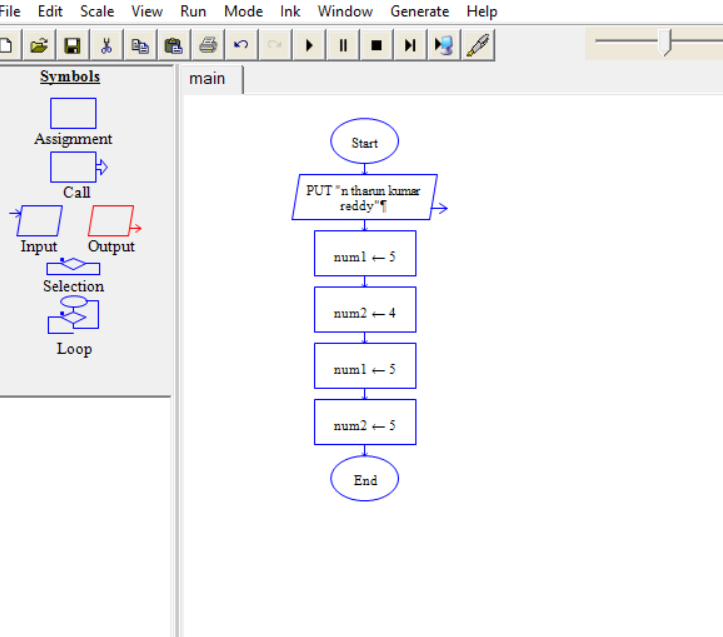 File Edit Scale View Run Mode Ink Window Generate Help
Symbols
Assignment
Call
Input Output
Selection
Loop
main
Start
PUT "n tharun kumar
reddy"¶
num1 ← 5
num2 ← 4
num1 ← 5
num2 ← 5
End